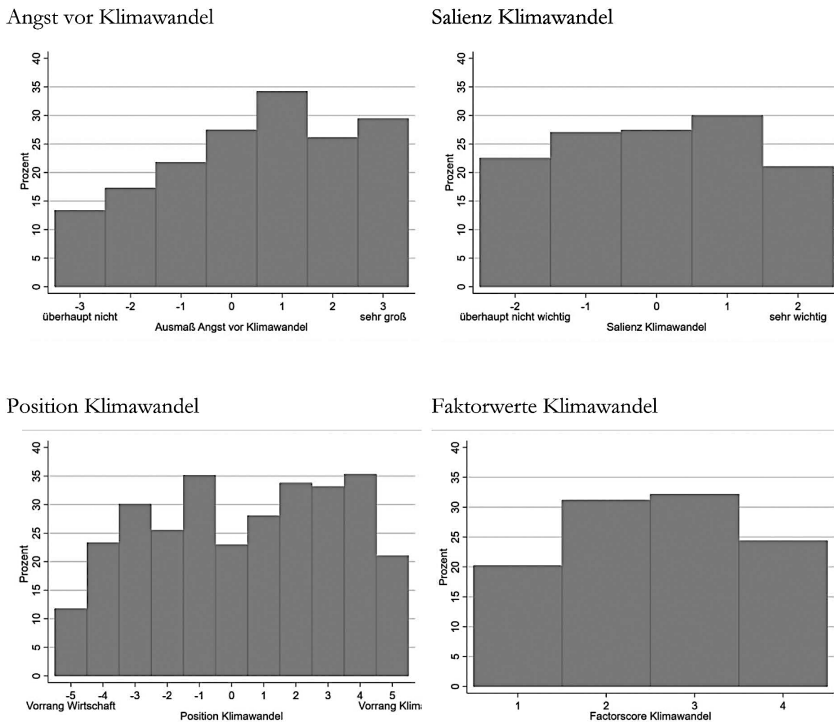 Angst vor Klimawandel
Prozent
40
35
30
25
20
15
10
5
0
-3 -2 -1 0 1 2 3
überhaupt nicht sehr groß
Ausmaß Angst vor Klimawandel
Salienz Klimawandel
Prozent
40
35
30
25
20
15
10
5
0
-2 -1 0 1 2
überhaupt nicht wichtig sehr wichtig
Salienz Klimawandel
Position Klimawandel
Prozent
40
35
30
25
20
15
10
5
0
-5 -4 -3 -2 -1 0 1 2 3 4 5
Vorrang Wirtschaft Vorrang Klima
Position Klimawandel
Faktorwerte Klimawandel
Prozent
40
35
30
25
20
15
10
5
0
1 2 3 4
Factorscore Klimawandel